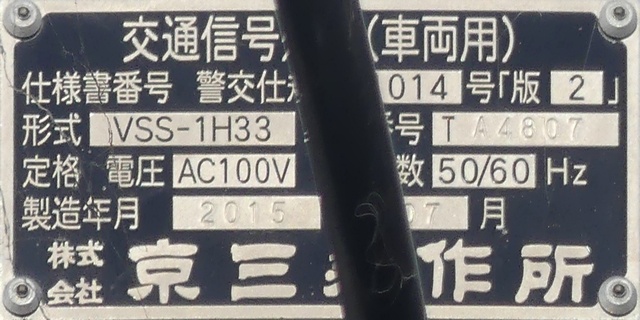 交通信号 (車両用)
仕様書番号 警交仕 014 号「版 2 」
形式 VSS-1H33 号 TA4807
定格 電圧 AC100V 数 50/60 Hz
製造年月 2015 07 月
株式会社 京三 作所